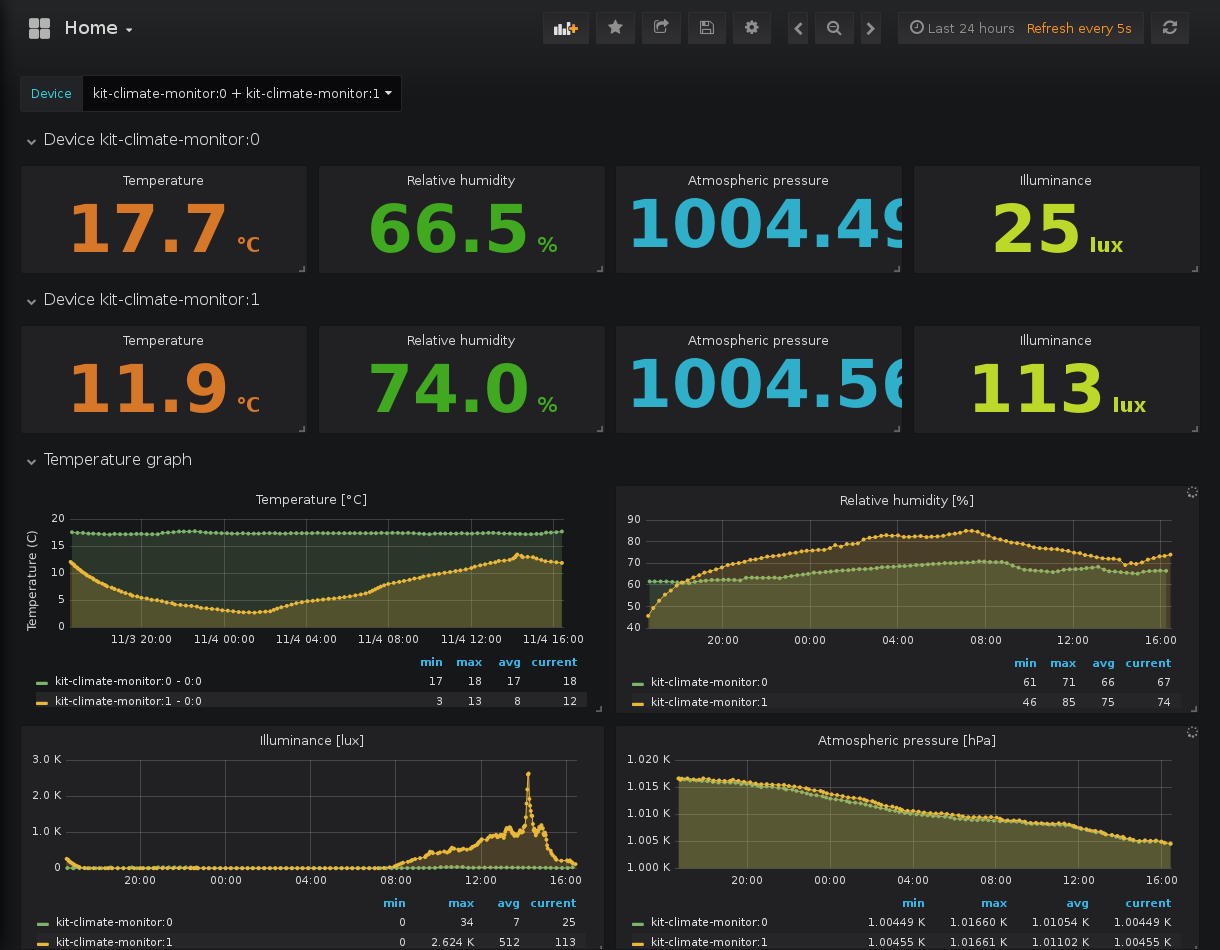 Home
Last 24 hours Refresh every 5s
Device kit-climate-monitor:0 + kit-climate-monitor:1
Device kit-climate-monitor:0
Temperature Relative humidity Atmospheric pressure Illuminance
17.7 °C 66.5 % 1004.49 25 lux
Device kit-climate-monitor:1
Temperature Relative humidity Atmospheric pressure Illuminance
11.9 °C 74.0 % 1004.56 113 lux
Temperature graph
Temperature [°C]
Temperature (C)
20
15
10
5
0
11/3 20:00 11/4 00:00 11/4 04:00 11/4 08:00 11/4 12:00 11/4 16:00
min max avg current
kit-climate-monitor:0 - 0:0 17 18 17 18
kit-climate-monitor:1 - 0:0 3 13 8 12
Relative humidity [%]
90
80
70
60
50
40
20:00 00:00 04:00 08:00 12:00 16:00
min max avg current
kit-climate-monitor:0 61 71 66 67
kit-climate-monitor:1 46 85 75 74
Illuminance [lux]
3.0 K
2.0 K
1.0 K
0
20:00 00:00 04:00 08:00 12:00 16:00
min max avg current
kit-climate-monitor:0 0 34 7 25
kit-climate-monitor:1 0 2.624 K 512 113
Atmospheric pressure [hPa]
1.020 K
1.015 K
1.010 K
1.005 K
1.000 K
20:00 00:00 04:00 08:00 12:00 16:00
min max avg current
kit-climate-monitor:0 1.00449 K 1.01660 K 1.01054 K 1.00449 K
kit-climate-monitor:1 1.00455 K 1.01661 K 1.01102 K 1.00455 K